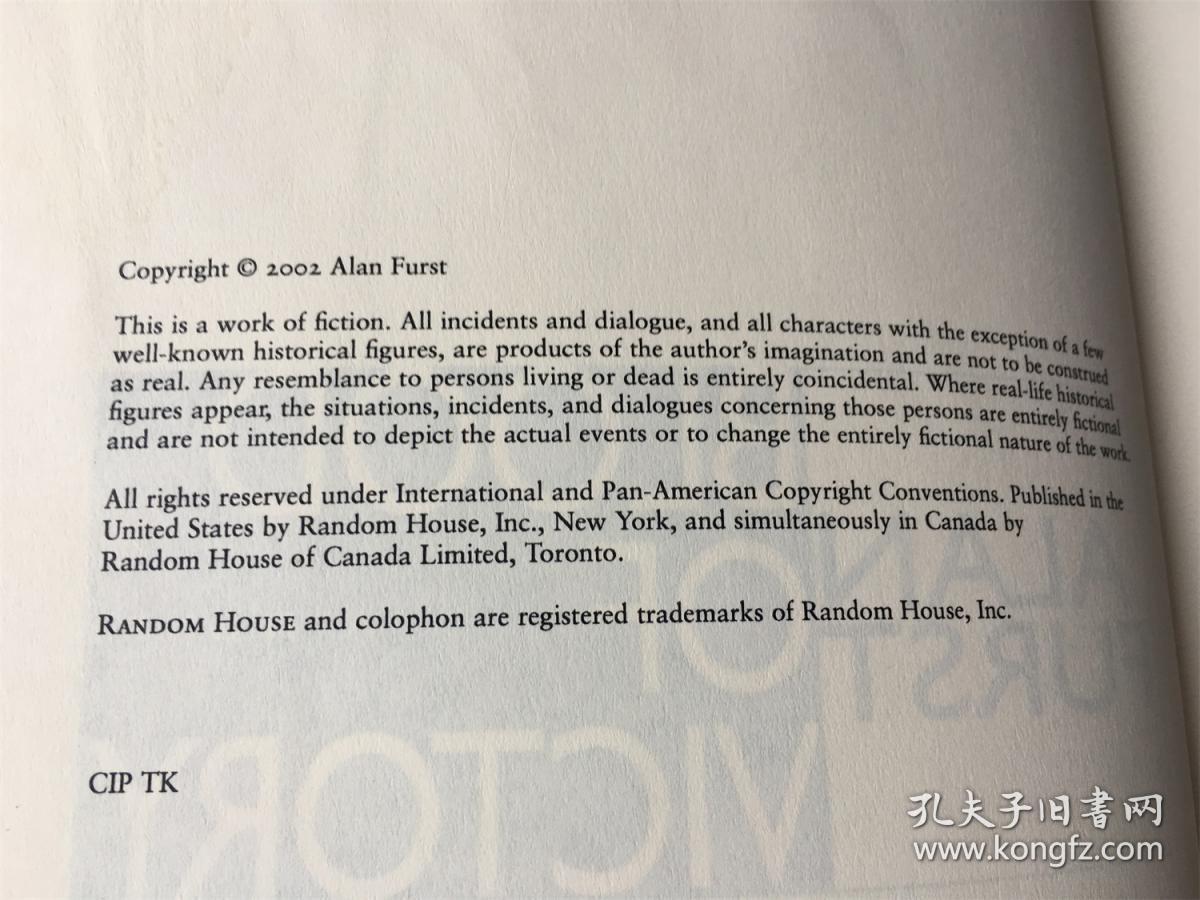 Copyright © 2002 Alan Furst
This is a work of fiction. All incidents and dialogue, and all characters with the exception of a few
well-known historical figures, are products of the author's imagination and are not to be construed
as real. Any resemblance to persons living or dead is entirely coincidental. Where real-life historical
figures appear, the situations, incidents, and dialogues concerning those persons are entirely fictional
and are not intended to depict the actual events or to change the entirely fictional nature of the work.
All rights reserved under International and Pan-American Copyright Conventions. Published in the
United States by Random House, Inc., New York, and simultaneously in Canada by
Random House of Canada Limited, Toronto.
RANDOM HOUSE and colophon are registered trademarks of Random House, Inc.
OF
ALAN
FURST
VICTORY
CIP TK
孔夫子旧书网
www.kongfz.com